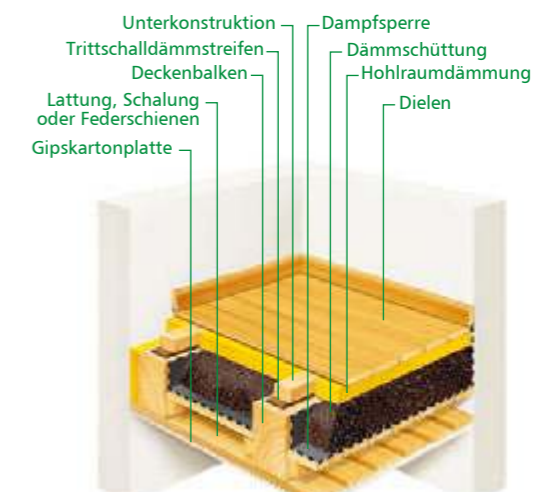 Unterkonstruktion
Trittschalldämmstreifen
Deckenbalken
Lattung, Schalung
oder Federschienen
Gipskartonplatte
Dampfsperre
Dämmschüttung
Hohlraumdämmung
Dielen